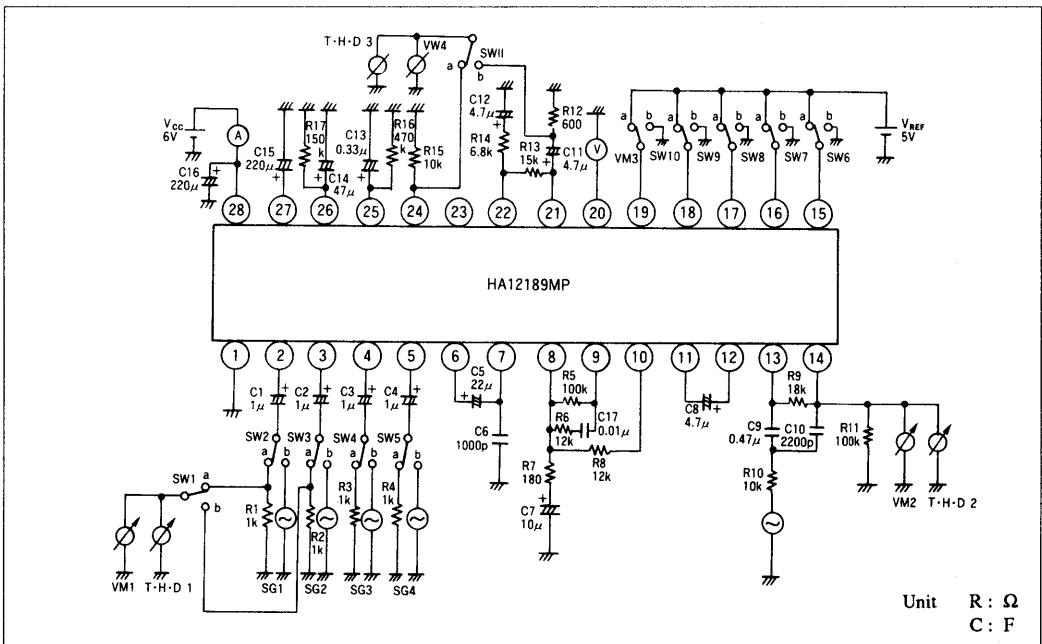 T·H·D 3
VW4
SW11
a
b
VCC
6V
A
C16
220μ
C15
220μ
R17
150
k
C14
47μ
C13
0.33μ
R16
470
k
R15
10k
C12
4.7μ
R14
6.8k
R13
15k
R12
600
C11
4.7μ
V
a
b
VM3
a
b
SW10
a
b
SW9
a
b
SW8
a
b
SW7
SW6
VREF
5V
28
27
26
25
24
23
22
21
20
19
18
17
16
15
HA12189MP
1
2
3
4
5
6
7
8
9
10
11
12
13
14
C1
1μ
C2
1μ
C3
1μ
C4
1μ
C5
22μ
C6
1000p
R5
100k
R6
12k
C17
0.01μ
R8
12k
R7
180
C7
10μ
C8
4.7μ
R9
18k
C9
0.47μ
C10
2200p
R10
10k
R11
100k
VM2
T·H·D 2
SW2
a
b
SW3
a
b
SW4
a
b
SW5
a
b
SW1
a
b
R1
1k
R2
1k
R3
1k
R4
1k
VM1
T·H·D 1
SG1
SG2
SG3
SG4
Unit R : Ω
C : F